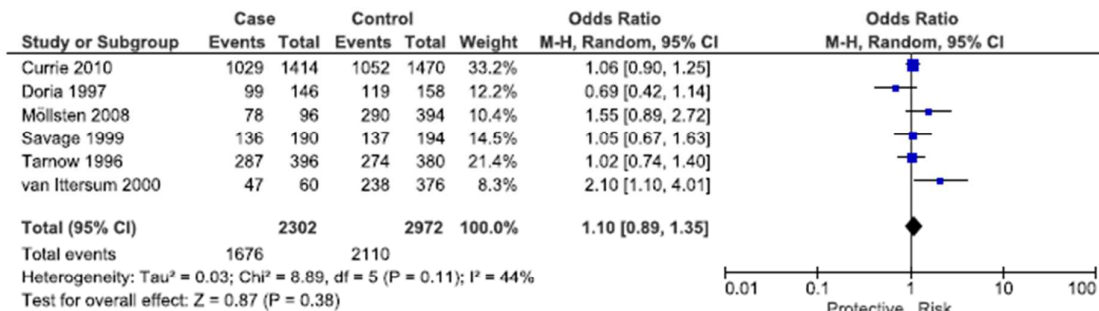 Case Control Odds Ratio Odds Ratio
Study or Subgroup Events Total Events Total Weight M-H, Random, 95% CI M-H, Random, 95% CI
Currie 2010 1029 1414 1052 1470 33.2% 1.06 [0.90, 1.25]
Doria 1997 99 146 119 158 12.2% 0.69 [0.42, 1.14]
Möllsten 2008 78 96 290 394 10.4% 1.55 [0.89, 2.72]
Savage 1999 136 190 137 194 14.5% 1.05 [0.67, 1.63]
Tarnow 1996 287 396 274 380 21.4% 1.02 [0.74, 1.40]
van Ittersum 2000 47 60 238 376 8.3% 2.10 [1.10, 4.01]
Total (95% CI) 2302 2972 100.0% 1.10 [0.89, 1.35]
Total events 1676 2110
Heterogeneity: Tau² = 0.03; Chi² = 8.89, df = 5 (P = 0.11); I² = 44%
Test for overall effect: Z = 0.87 (P = 0.38)
0.01 0.1 1 10 100
Protective Risk